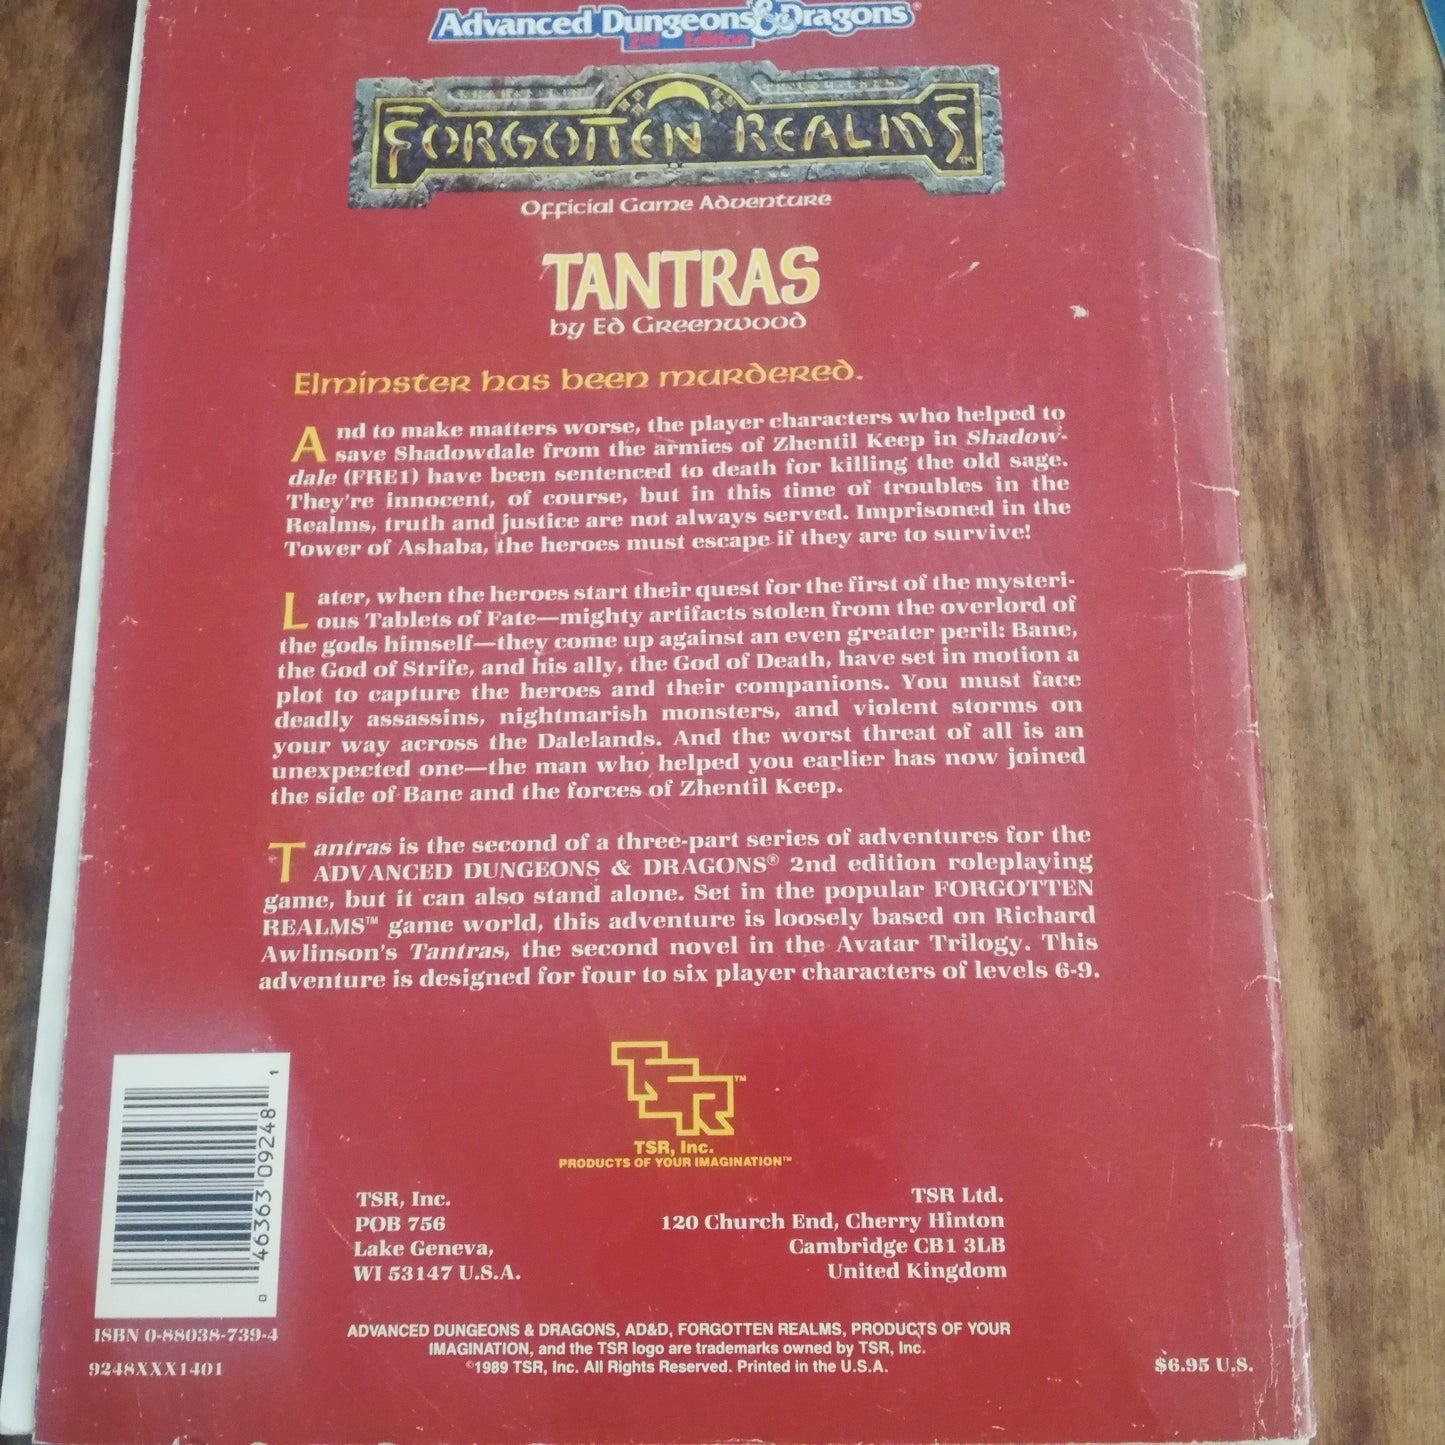 Advanced Dungeons & Dragons®
2nd Edition
FORGOTTEN REALMS™
Official Game Adventure
TANTRAS
by Ed Greenwood
Elminster has been murdered.
And to make matters worse, the player characters who helped to
save Shadowdale from the armies of Zhentil Keep in Shadow-
dale (FRE1) have been sentenced to death for killing the old sage.
They're innocent, of course, but in this time of troubles in the
Realms, truth and justice are not always served. Imprisoned in the
Tower of Ashaba, the heroes must escape if they are to survive!
Later, when the heroes start their quest for the first of the mysteri-
ous Tablets of Fate—mighty artifacts stolen from the overlord of
the gods himself—they come up against an even greater peril: Bane,
the God of Strife, and his ally, the God of Death, have set in motion a
plot to capture the heroes and their companions. You must face
deadly assassins, nightmarish monsters, and violent storms on
your way across the Dalelands. And the worst threat of all is an
unexpected one—the man who helped you earlier has now joined
the side of Bane and the forces of Zhentil Keep.
Tantras is the second of a three-part series of adventures for the
ADVANCED DUNGEONS & DRAGONS® 2nd edition roleplaying
game, but it can also stand alone. Set in the popular FORGOTTEN
REALMS™ game world, this adventure is loosely based on Richard
Awlinson's Tantras, the second novel in the Avatar Trilogy. This
adventure is designed for four to six player characters of levels 6-9.
TSR™
TSR, Inc.
PRODUCTS OF YOUR IMAGINATION™
TSR, Inc.
POB 756
Lake Geneva,
WI 53147 U.S.A.
TSR Ltd.
120 Church End, Cherry Hinton
Cambridge CB1 3LB
United Kingdom
0 46363 09248 1
ISBN 0-88038-739-4
9248XXX1401
ADVANCED DUNGEONS & DRAGONS, AD&D, FORGOTTEN REALMS, PRODUCTS OF YOUR
IMAGINATION, and the TSR logo are trademarks owned by TSR, Inc.
©1989 TSR, Inc. All Rights Reserved. Printed in the U.S.A.
$6.95 U.S.